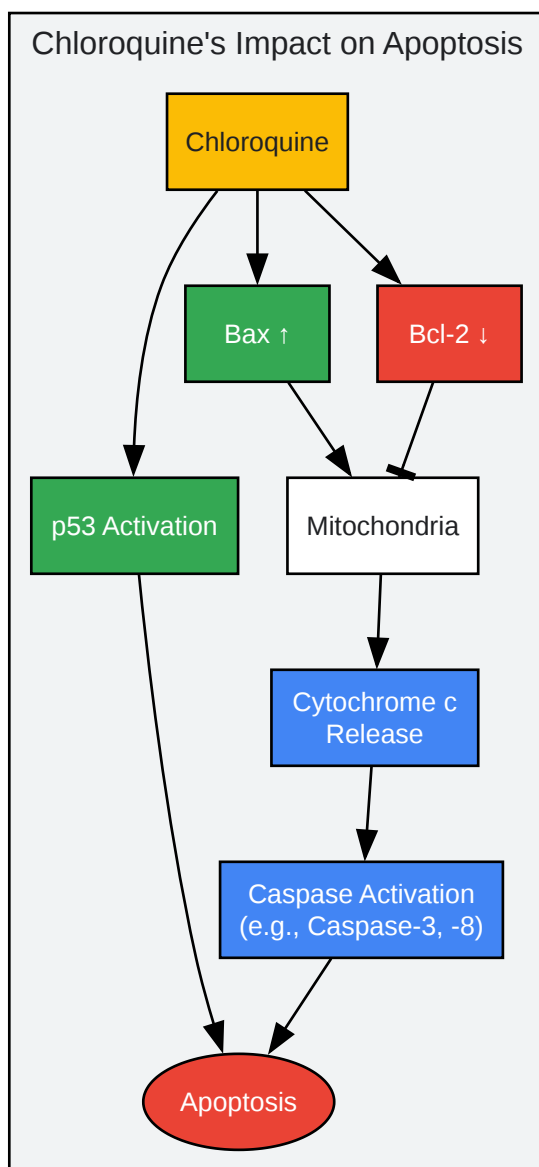 Chloroquine's Impact on Apoptosis
Chloroquine
Bax ↑
Bcl-2 ↓
p53 Activation
Mitochondria
Cytochrome c
Release
Caspase Activation
(e.g., Caspase-3, -8)
Apoptosis